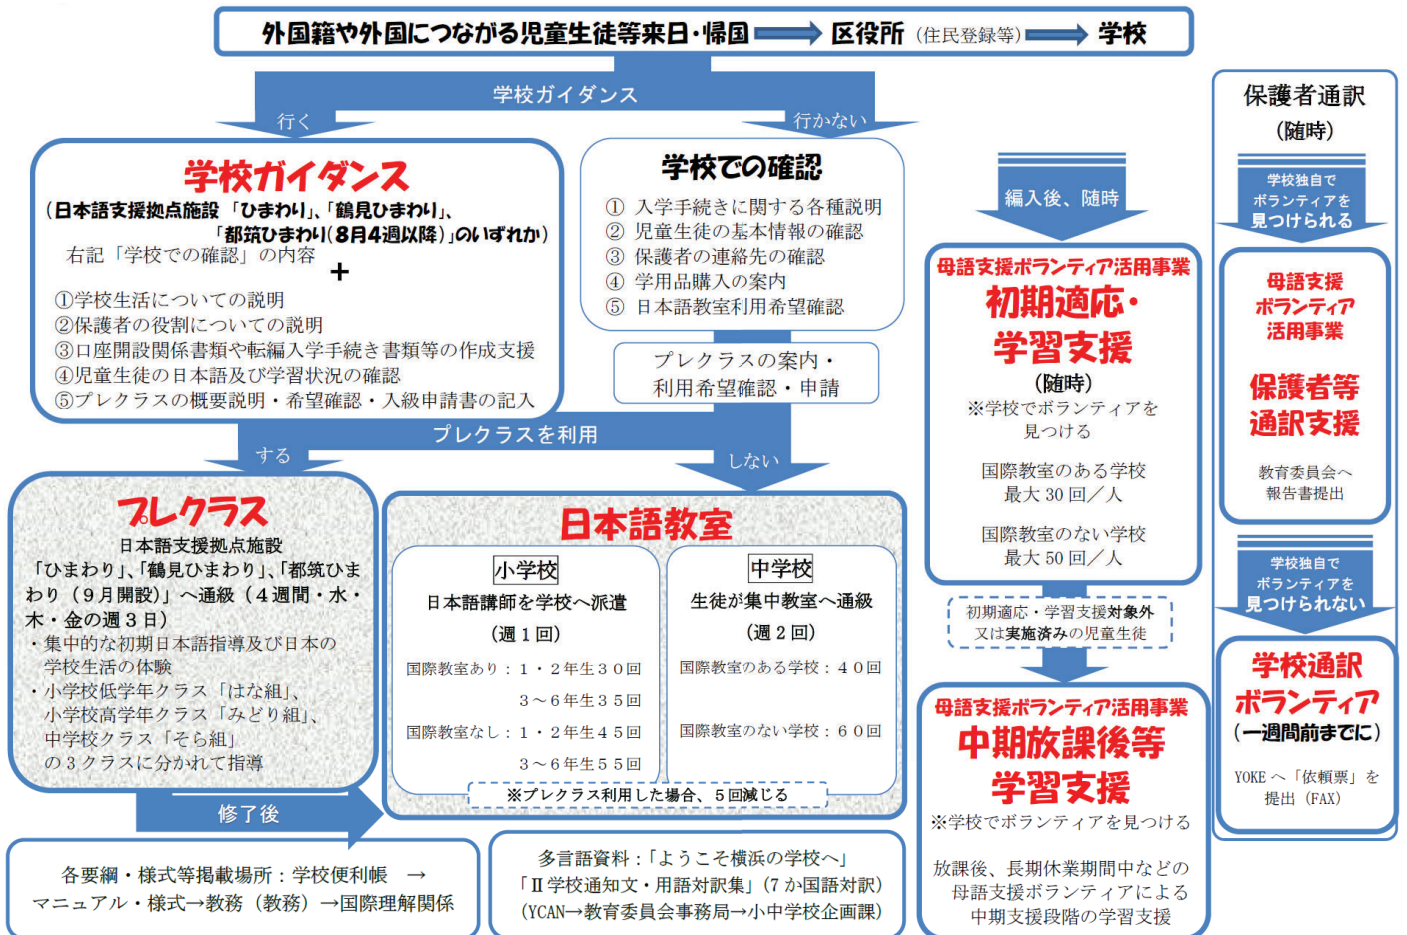 外国籍や外国につながる児童生徒等来日・帰国 区役所（住民登録等） 学校
学校ガイダンス
行く
行かない
学校ガイダンス
（日本語支援拠点施設 「ひまわり」、「鶴見ひまわり」、
「都筑ひまわり（８月４週以降）」のいずれか）
右記「学校での確認」の内容
＋
①学校生活についての説明
②保護者の役割についての説明
③口座開設関係書類や転編入学手続き書類等の作成支援
④児童生徒の日本語及び学習状況の確認
⑤プレクラスの概要説明・希望確認・入級申請書の記入
学校での確認
① 入学手続きに関する各種説明
② 児童生徒の基本情報の確認
③ 保護者の連絡先の確認
④ 学用品購入の案内
⑤ 日本語教室利用希望確認
プレクラスの案内・
利用希望確認・申請
プレクラスを利用
する
しない
プレクラス
日本語支援拠点施設
「ひまわり」、「鶴見ひまわり」、「都筑ひま
わり（９月開設）」へ通級（４週間・水・
木・金の週３日）
・集中的な初期日本語指導及び日本の
学校生活の体験
・小学校低学年クラス「はな組」、
小学校高学年クラス「みどり組」、
中学校クラス「そら組」
の３クラスに分かれて指導
修了後
日本語教室
小学校
日本語講師を学校へ派遣
（週１回）
国際教室あり：１・２年生３０回
３～６年生３５回
国際教室なし：１・２年生４５回
３～６年生５５回
中学校
生徒が集中教室へ通級
（週２回）
国際教室のある学校：４０回
国際教室のない学校：６０回
※プレクラス利用した場合、５回減じる
各要綱・様式等掲載場所：学校便利帳 →
マニュアル・様式→教務（教務）→国際理解関係
多言語資料：「ようこそ横浜の学校へ」
「Ⅱ学校通知文・用語対訳集」（7 か国語対訳）
（YCAN→教育委員会事務局→小中学校企画課）
編入後、随時
母語支援ボランティア活用事業
初期適応・
学習支援
（随時）
※学校でボランティアを
見つける
国際教室のある学校
最大 30 回／人
国際教室のない学校
最大 50 回／人
初期適応・学習支援対象外
又は実施済みの児童生徒
母語支援ボランティア活用事業
中期放課後等
学習支援
※学校でボランティアを見つける
放課後、長期休業期間中などの
母語支援ボランティアによる
中期支援段階の学習支援
保護者通訳
（随時）
学校独自で
ボランティアを
見つけられる
母語支援
ボランティア
活用事業
保護者等
通訳支援
教育委員会へ
報告書提出
学校独自で
ボランティアを
見つけられない
学校通訳
ボランティア
（一週間前までに）
YOKE へ「依頼票」を
提出（FAX）